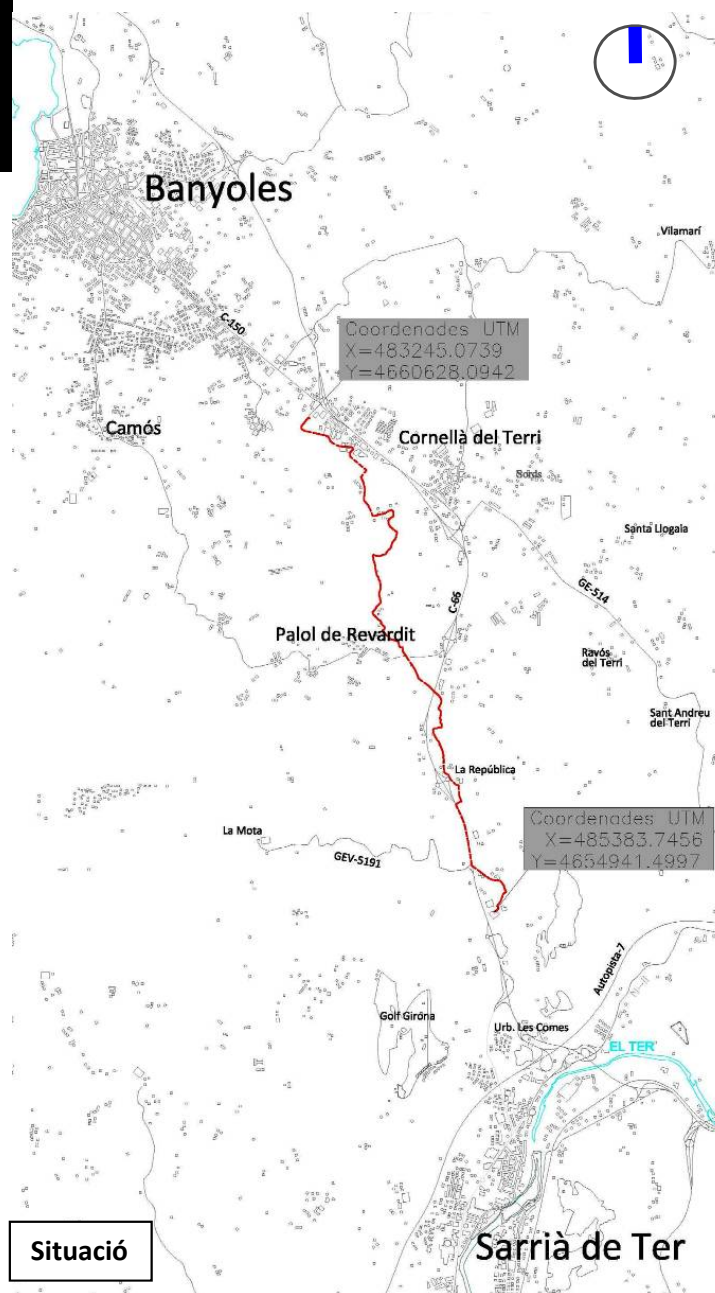 Banyoles
Vilamarí
C-150
Coordenades UTM
X=483245.0739
Y=4660628.0942
Camós
Cornellà del Terri
Sords
Santa Llogaia
GE-514
C-66
Palol de Revardit
Ravós
del Terri
Sant Andreu
del Terri
La República
Coordenades UTM
X=485383.7456
Y=4654941.4997
La Mota
GEV-5191
Autopista-7
Golf Girona
Urb. Les Comes
EL TER
Sarrià de Ter
Situació